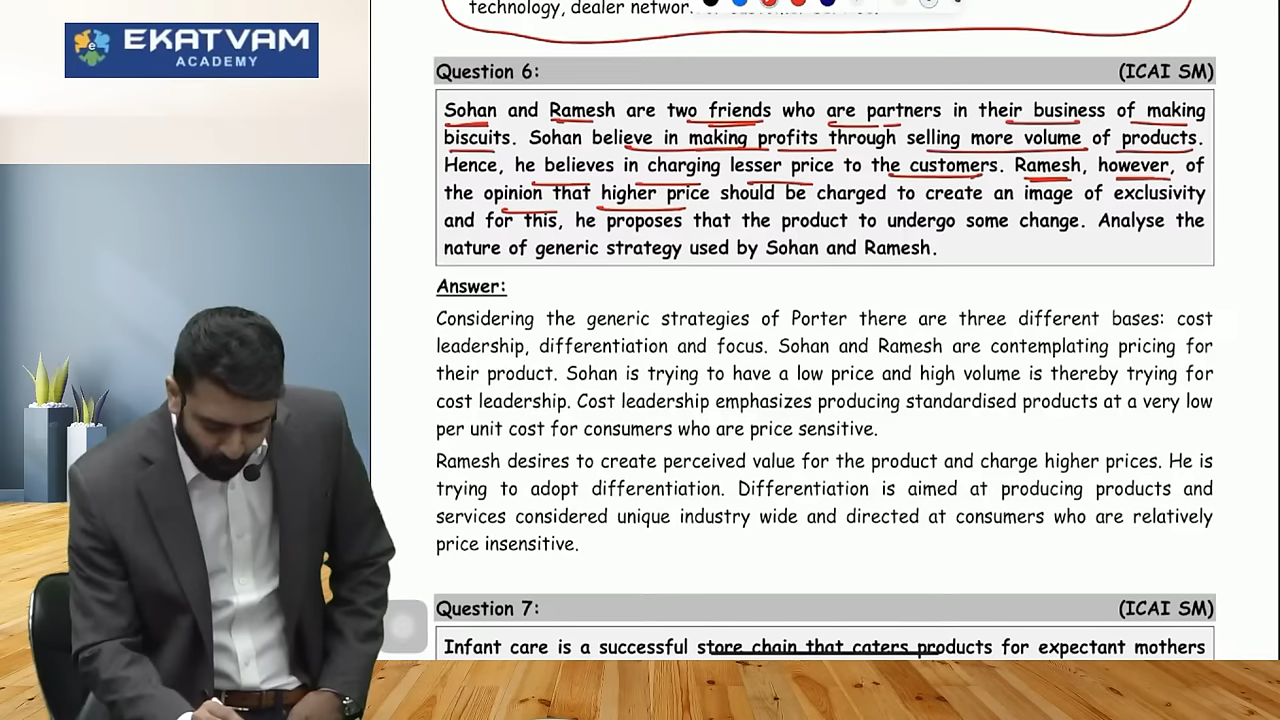 technology, dealer networ
EKATVAM
ACADEMY
Question 6: (ICAI SM)
Sohan and Ramesh are two friends who are partners in their business of making
biscuits. Sohan believe in making profits through selling more volume of products.
Hence, he believes in charging lesser price to the customers. Ramesh, however, of
the opinion that higher price should be charged to create an image of exclusivity
and for this, he proposes that the product to undergo some change. Analyse the
nature of generic strategy used by Sohan and Ramesh.
Answer:
Considering the generic strategies of Porter there are three different bases: cost
leadership, differentiation and focus. Sohan and Ramesh are contemplating pricing for
their product. Sohan is trying to have a low price and high volume is thereby trying for
cost leadership. Cost leadership emphasizes producing standardised products at a very low
per unit cost for consumers who are price sensitive.
Ramesh desires to create perceived value for the product and charge higher prices. He is
trying to adopt differentiation. Differentiation is aimed at producing products and
services considered unique industry wide and directed at consumers who are relatively
price insensitive.
Question 7: (ICAI SM)
Infant care is a successful store chain that caters products for expectant mothers